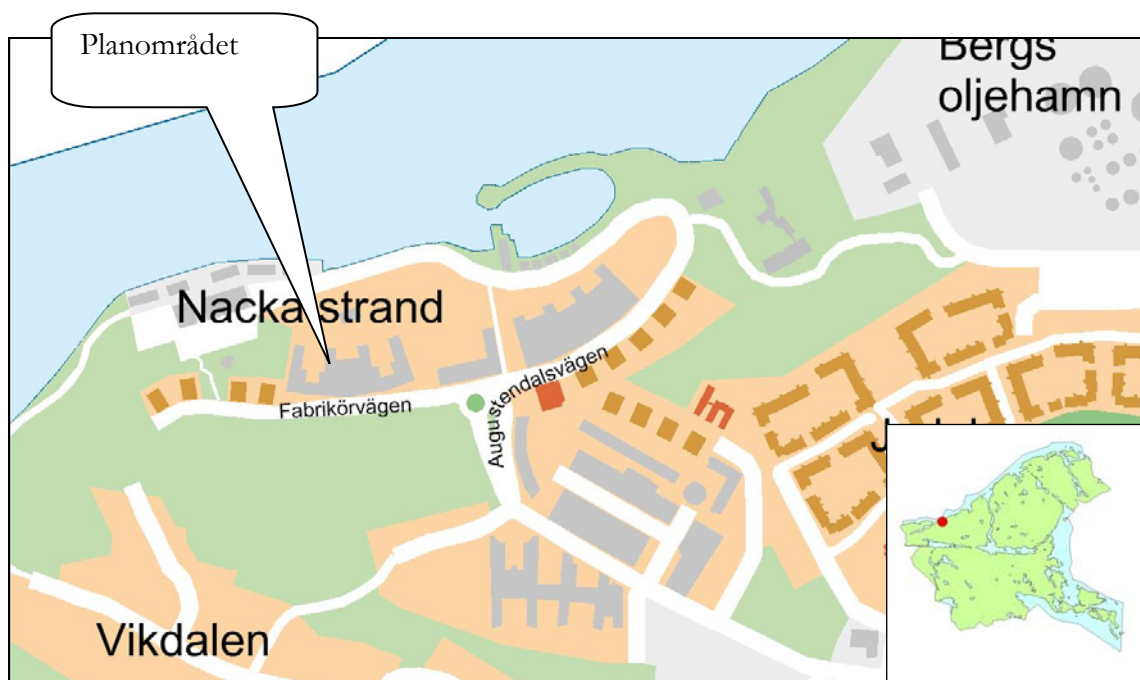 Planområdet
Bergs
oljehamn
Nacka strand
Augustendalsvägen
Fabrikörvägen
Vikdalen